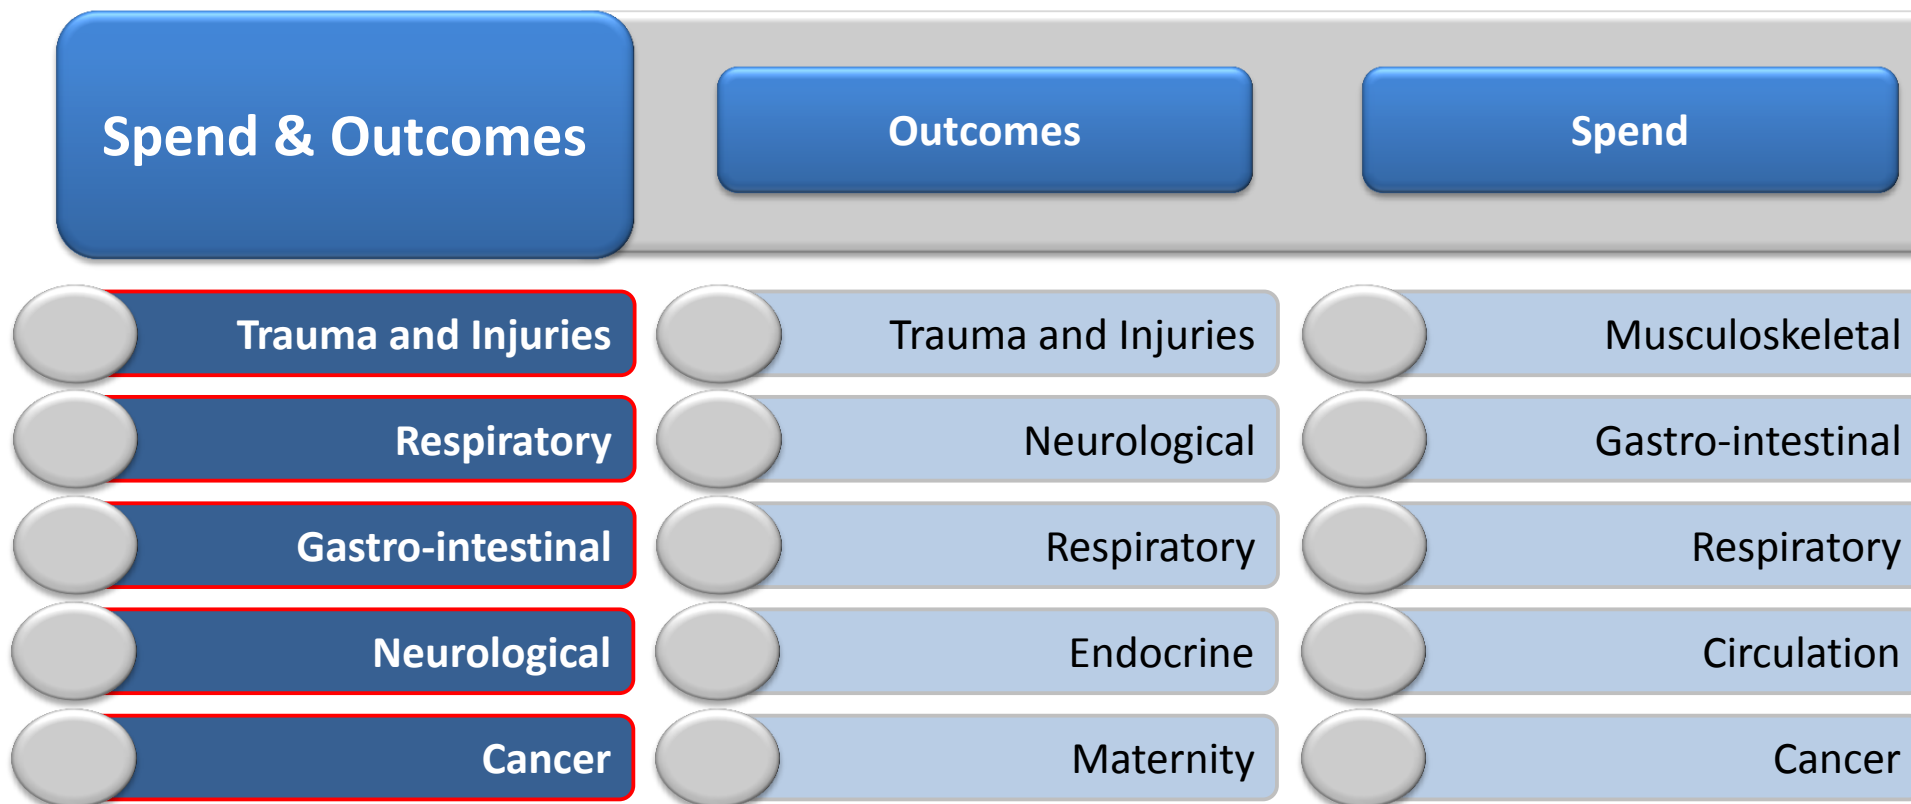 Spend & Outcomes
Outcomes
Spend
Trauma and Injuries
Trauma and Injuries
Musculoskeletal
Respiratory
Neurological
Gastro-intestinal
Gastro-intestinal
Respiratory
Respiratory
Neurological
Endocrine
Circulation
Cancer
Maternity
Cancer